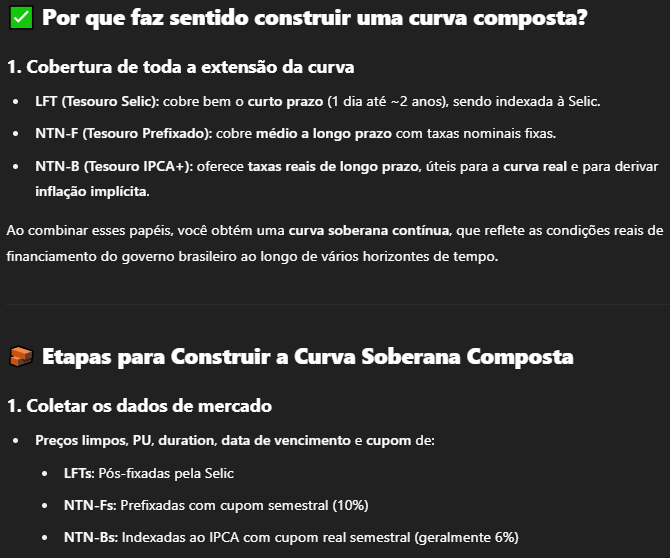 Por que faz sentido construir uma curva composta?
1. Cobertura de toda a extensão da curva
• LFT (Tesouro Selic): cobre bem o curto prazo (1 dia até ~2 anos), sendo indexada à Selic.
• NTN-F (Tesouro Prefixado): cobre médio a longo prazo com taxas nominais fixas.
• NTN-B (Tesouro IPCA+): oferece taxas reais de longo prazo, úteis para a curva real e para derivar
inflação implícita.
Ao combinar esses papéis, você obtém uma curva soberana contínua, que reflete as condições reais de
financiamento do governo brasileiro ao longo de vários horizontes de tempo.
Etapas para Construir a Curva Soberana Composta
1. Coletar os dados de mercado
• Preços limpos, PU, duration, data de vencimento e cupom de:
• LFTs: Pós-fixadas pela Selic
• NTN-Fs: Prefixadas com cupom semestral (10%)
• NTN-Bs: Indexadas ao IPCA com cupom real semestral (geralmente 6%)